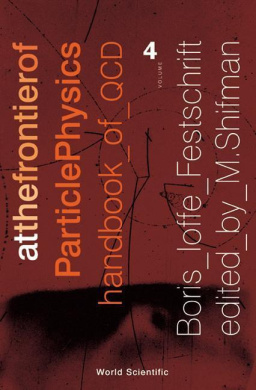 atthefrontierof
ParticlePhysics
handbook_of_QCD
4
VOLUME
Boris_Ioffe_Festschrift
edited_by_M.Shifman
World Scientific